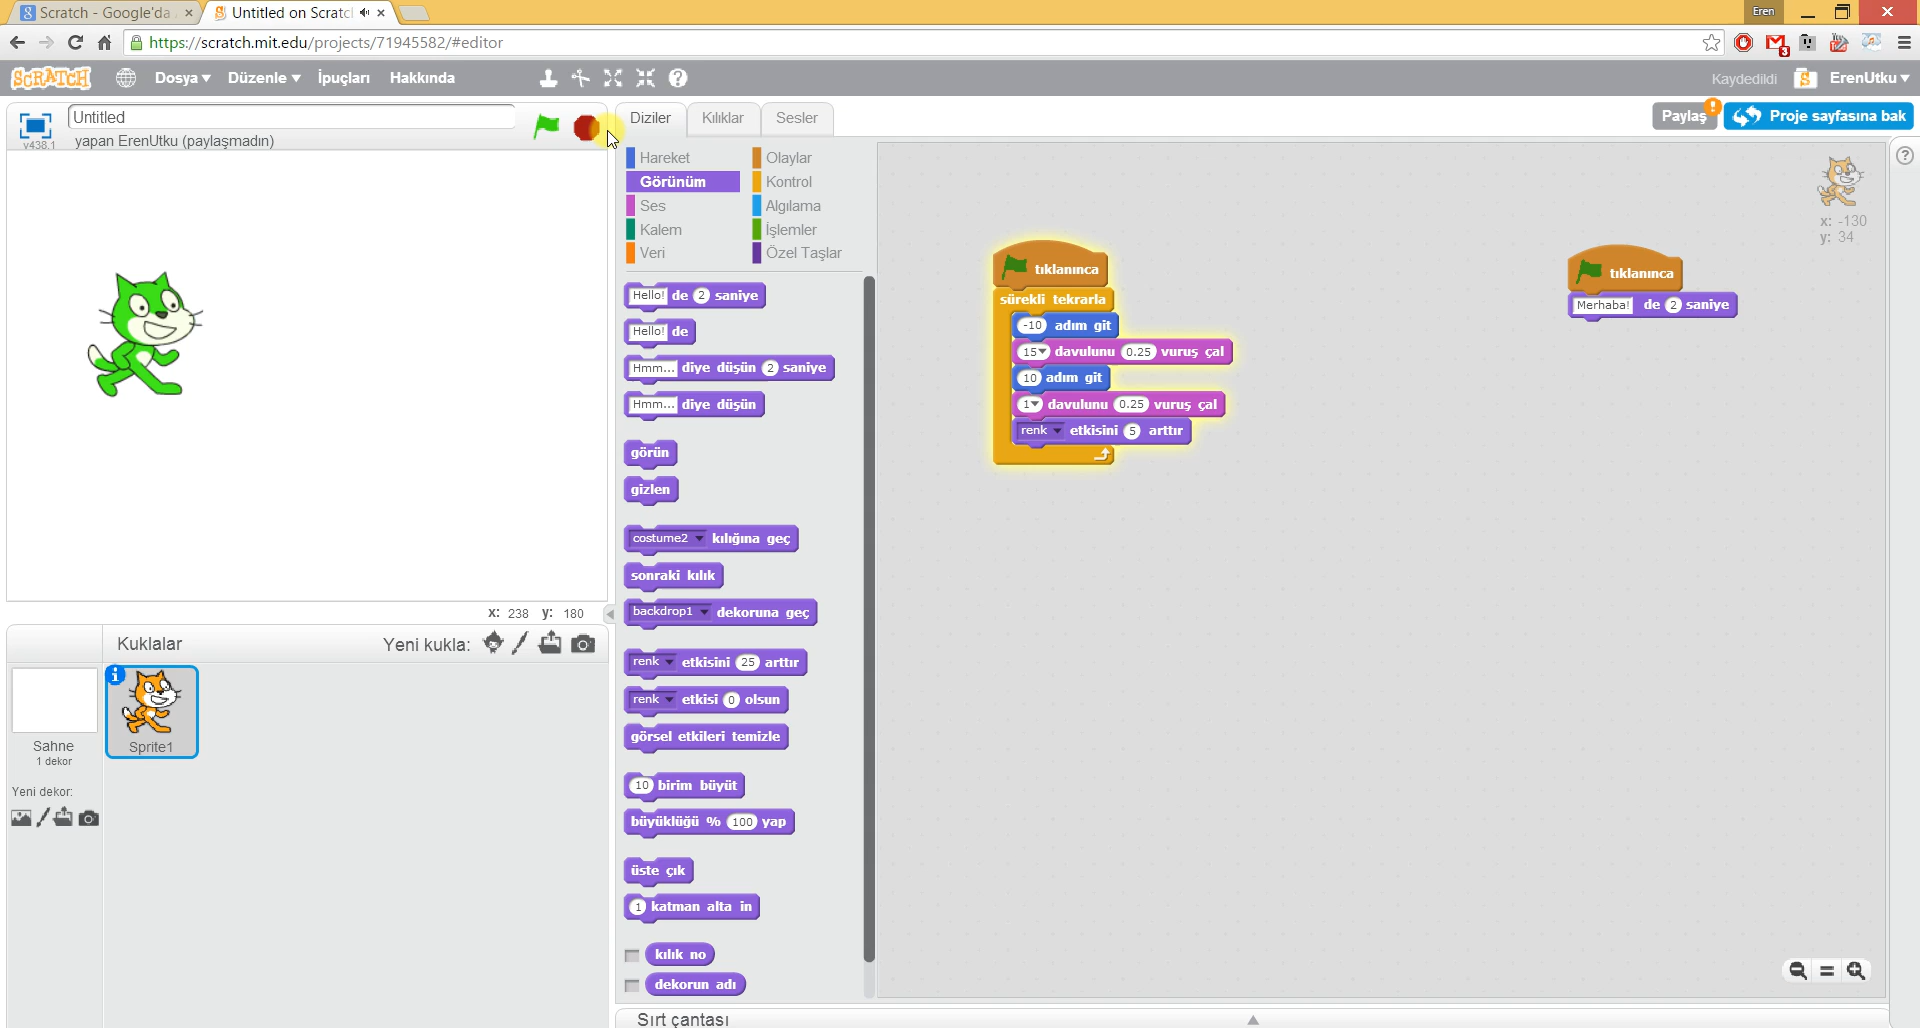 Scratch - Google'da
Untitled on Scratc
Eren
https://scratch.mit.edu/projects/71945582/#editor
3
SCRATCH
Dosya
Düzenle
İpuçları
Hakkında
Kaydedildi
ErenUtku
Untitled
v438.1
yapan ErenUtku (paylaşmadın)
Diziler
Kılıklar
Sesler
Paylaş
Proje sayfasına bak
Hareket
Olaylar
Görünüm
Kontrol
Ses
Algılama
Kalem
İşlemler
Veri
Özel Taşlar
Hello! de 2 saniye
Hello! de
Hmm... diye düşün 2 saniye
Hmm... diye düşün
görün
gizlen
costume2 kılığına geç
sonraki kılık
backdrop1 dekoruna geç
renk etkisini 25 arttır
renk etkisi 0 olsun
görsel etkileri temizle
10 birim büyüt
büyüklüğü % 100 yap
üste çık
1 katman alta in
kılık no
dekorun adı
tıklanınca
sürekli tekrarla
-10 adım git
15 davulunu 0.25 vuruş çal
10 adım git
1 davulunu 0.25 vuruş çal
renk etkisini 5 arttır
tıklanınca
Merhaba! de 2 saniye
x: -130
y: 34
x: 238 y: 180
Kuklalar
Yeni kukla:
Sprite1
Sahne
1 dekor
Yeni dekor:
Sırt çantası